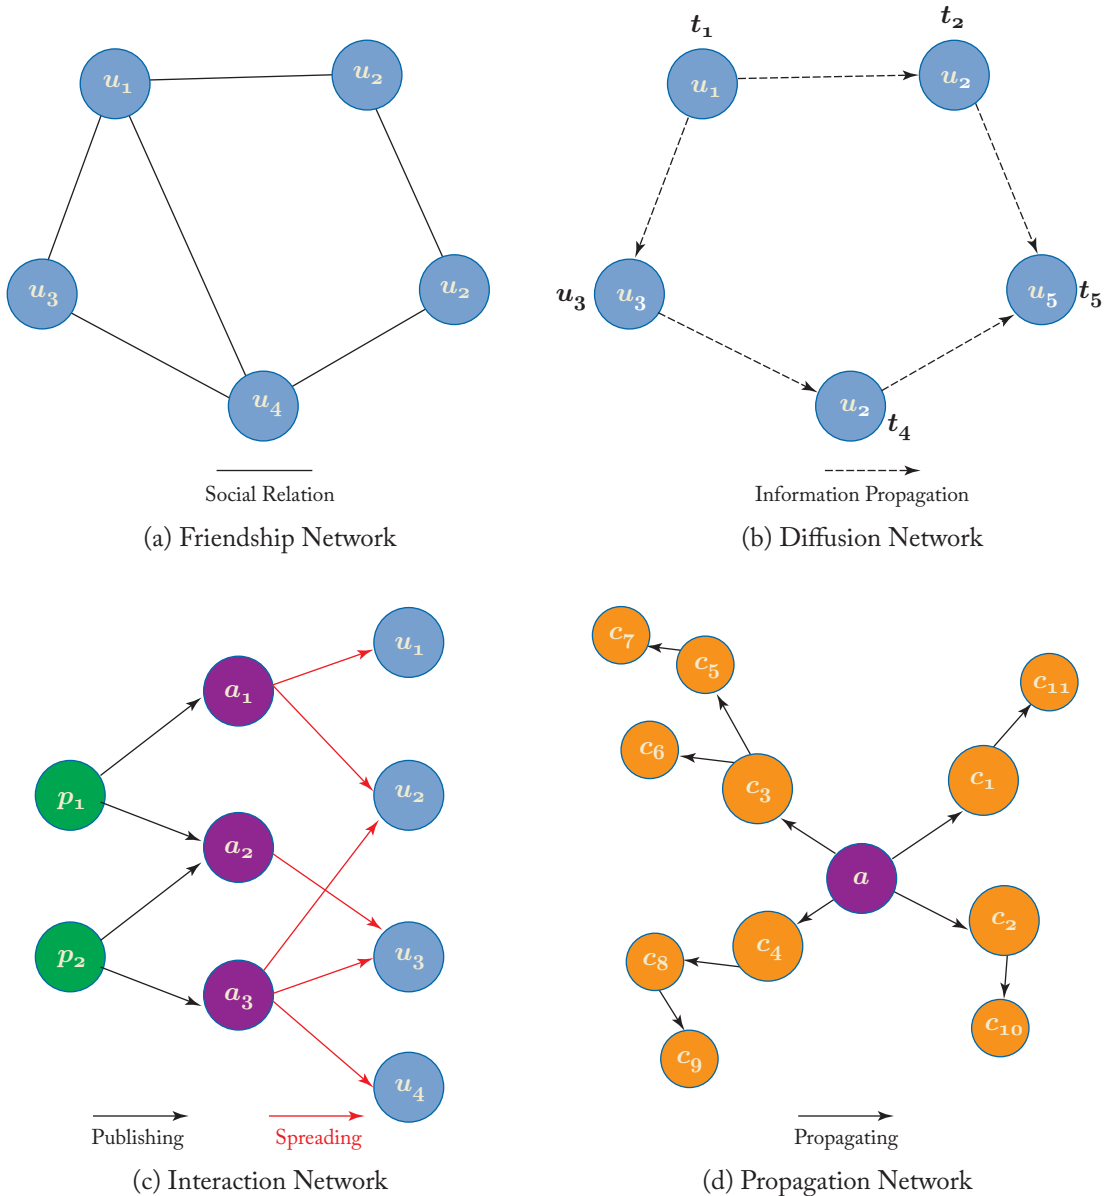 t₁ t₂
u₁ u₂ u₁ u₂
u₃ u₂ u₃ u₃ u₅ t₅
u₄ u₂ t₄
Social Relation
Information Propagation
(a) Friendship Network
(b) Diffusion Network
u₁
a₁
p₁ u₂
a₂
p₂ u₃
a₃
u₄
Publishing Spreading
(c) Interaction Network
c₇ c₅ c₁₁
c₆ c₃ c₁
a
c₈ c₄ c₂
c₉ c₁₀
Propagating
(d) Propagation Network